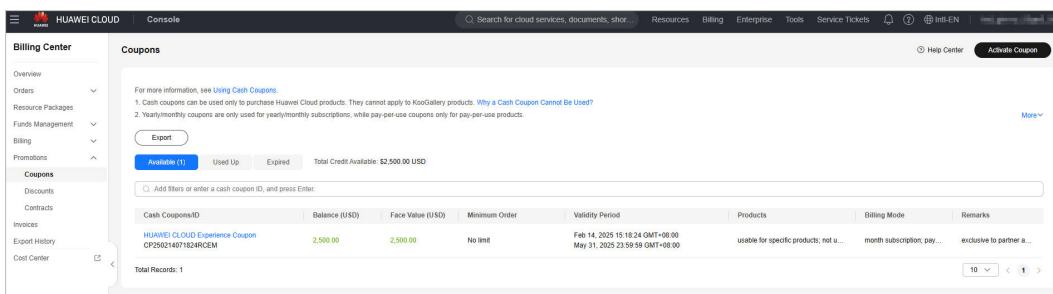 HUAWEI
HUAWEI CLOUD
Console
Search for cloud services, documents, shor...
Resources
Billing
Enterprise
Tools
Service Tickets
Intl-EN
Billing Center
Overview
Orders
Resource Packages
Funds Management
Billing
Promotions
Coupons
Discounts
Contracts
Invoices
Export History
Cost Center
Coupons
Help Center
Activate Coupon
For more information, see Using Cash Coupons.
1. Cash coupons can be used only to purchase Huawei Cloud products. They cannot apply to KooGallery products. Why a Cash Coupon Cannot Be Used?
2. Yearly/monthly coupons are only used for yearly/monthly subscriptions, while pay-per-use coupons only for pay-per-use products.
More
Export
Available (1)
Used Up
Expired
Total Credit Available: $2,500.00 USD
Add filters or enter a cash coupon ID, and press Enter.
Cash Coupons/ID
Balance (USD)
Face Value (USD)
Minimum Order
Validity Period
Products
Billing Mode
Remarks
HUAWEI CLOUD Experience Coupon
CP250214071824RCEM
2,500.00
2,500.00
No limit
Feb 14, 2025 15:18:24 GMT+08:00
May 31, 2025 23:59:59 GMT+08:00
usable for specific products; not u...
month subscription; pay...
exclusive to partner a...
Total Records: 1
10
1